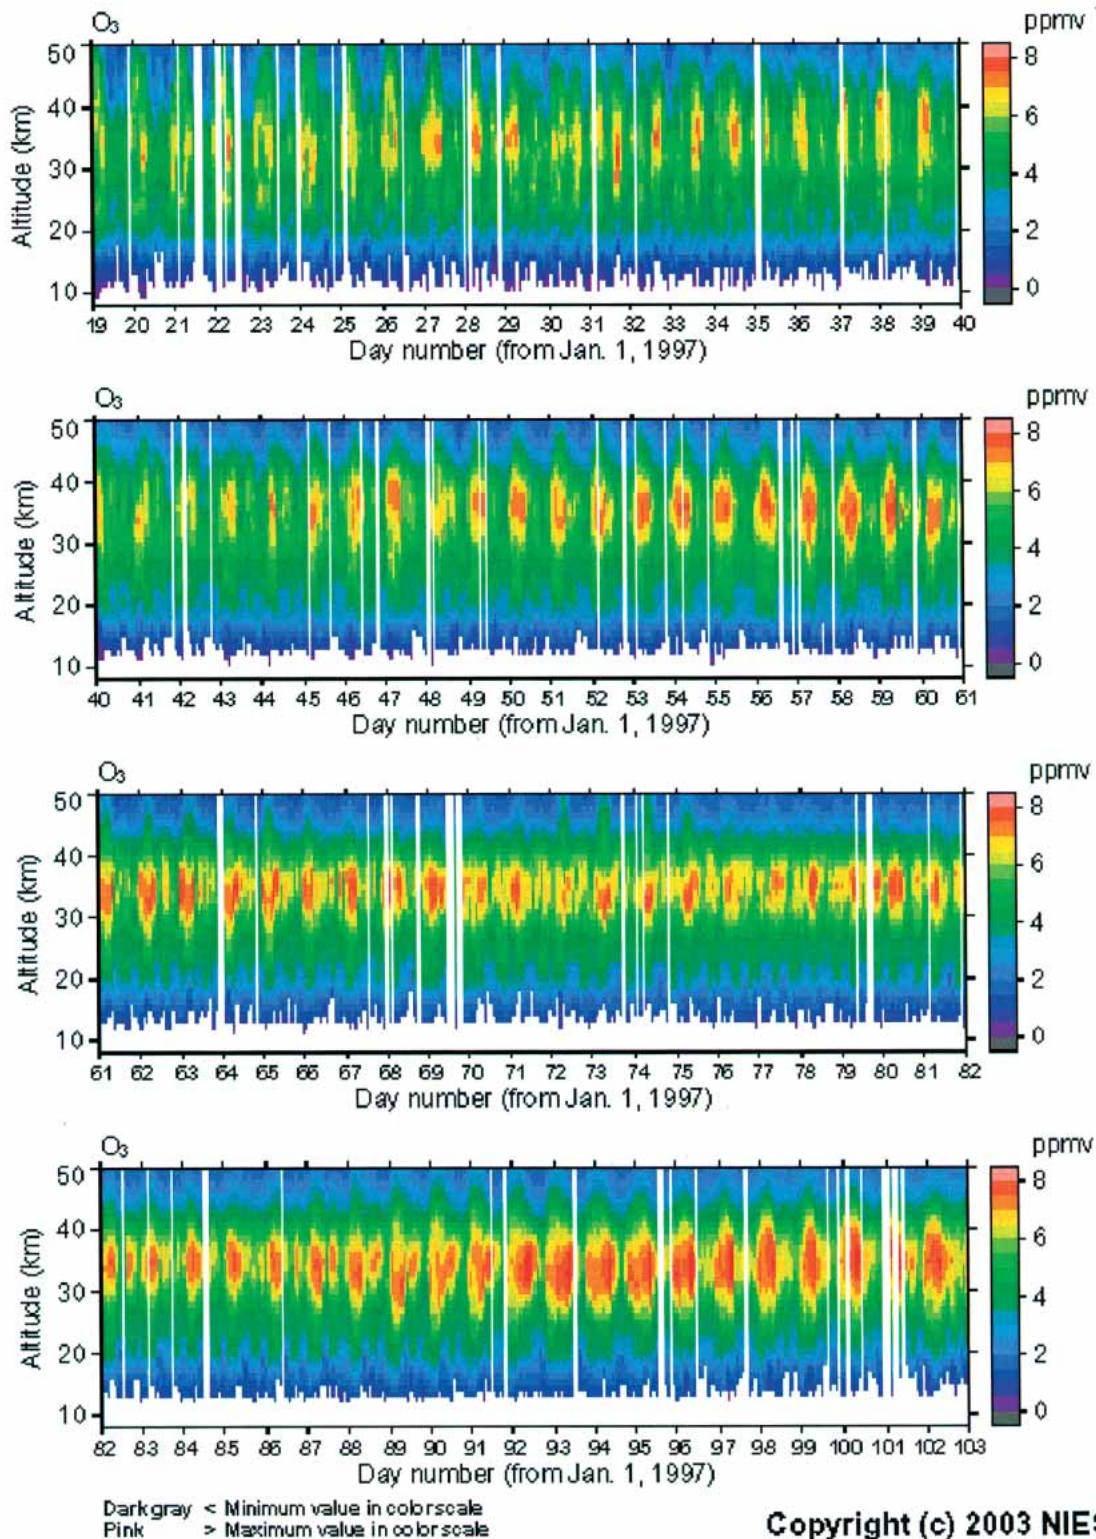 O₃ ppmv
50
40
30
20
10
Altitude (km)
8
6
4
2
0
19 20 21 22 23 24 25 26 27 28 29 30 31 32 33 34 35 36 37 38 39 40
Day number (from Jan. 1, 1997)
O₃ ppmv
50
40
30
20
10
Altitude (km)
8
6
4
2
0
40 41 42 43 44 45 46 47 48 49 50 51 52 53 54 55 56 57 58 59 60 61
Day number (from Jan. 1, 1997)
O₃ ppmv
50
40
30
20
10
Altitude (km)
8
6
4
2
0
61 62 63 64 65 66 67 68 69 70 71 72 73 74 75 76 77 78 79 80 81 82
Day number (from Jan. 1, 1997)
O₃ ppmv
50
40
30
20
10
Altitude (km)
8
6
4
2
0
82 83 84 85 86 87 88 89 90 91 92 93 94 95 96 97 98 99 100 101 102 103
Day number (from Jan. 1, 1997)
Dark gray < Minimum value in color scale
Pink > Maximum value in color scale
Copyright (c) 2003 NIES